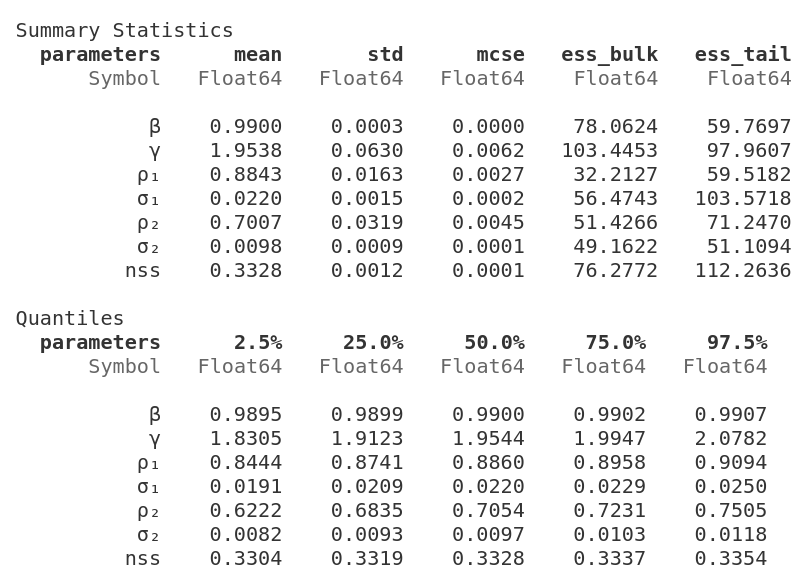 Summary Statistics
parameters mean std mcse ess_bulk ess_tail
Symbol Float64 Float64 Float64 Float64 Float64
β 0.9900 0.0003 0.0000 78.0624 59.7697
γ 1.9538 0.0630 0.0062 103.4453 97.9607
ρ₁ 0.8843 0.0163 0.0027 32.2127 59.5182
σ₁ 0.0220 0.0015 0.0002 56.4743 103.5718
ρ₂ 0.7007 0.0319 0.0045 51.4266 71.2470
σ₂ 0.0098 0.0009 0.0001 49.1622 51.1094
nss 0.3328 0.0012 0.0001 76.2772 112.2636
Quantiles
parameters 2.5% 25.0% 50.0% 75.0% 97.5%
Symbol Float64 Float64 Float64 Float64 Float64
β 0.9895 0.9899 0.9900 0.9902 0.9907
γ 1.8305 1.9123 1.9544 1.9947 2.0782
ρ₁ 0.8444 0.8741 0.8860 0.8958 0.9094
σ₁ 0.0191 0.0209 0.0220 0.0229 0.0250
ρ₂ 0.6222 0.6835 0.7054 0.7231 0.7505
σ₂ 0.0082 0.0093 0.0097 0.0103 0.0118
nss 0.3304 0.3319 0.3328 0.3337 0.3354